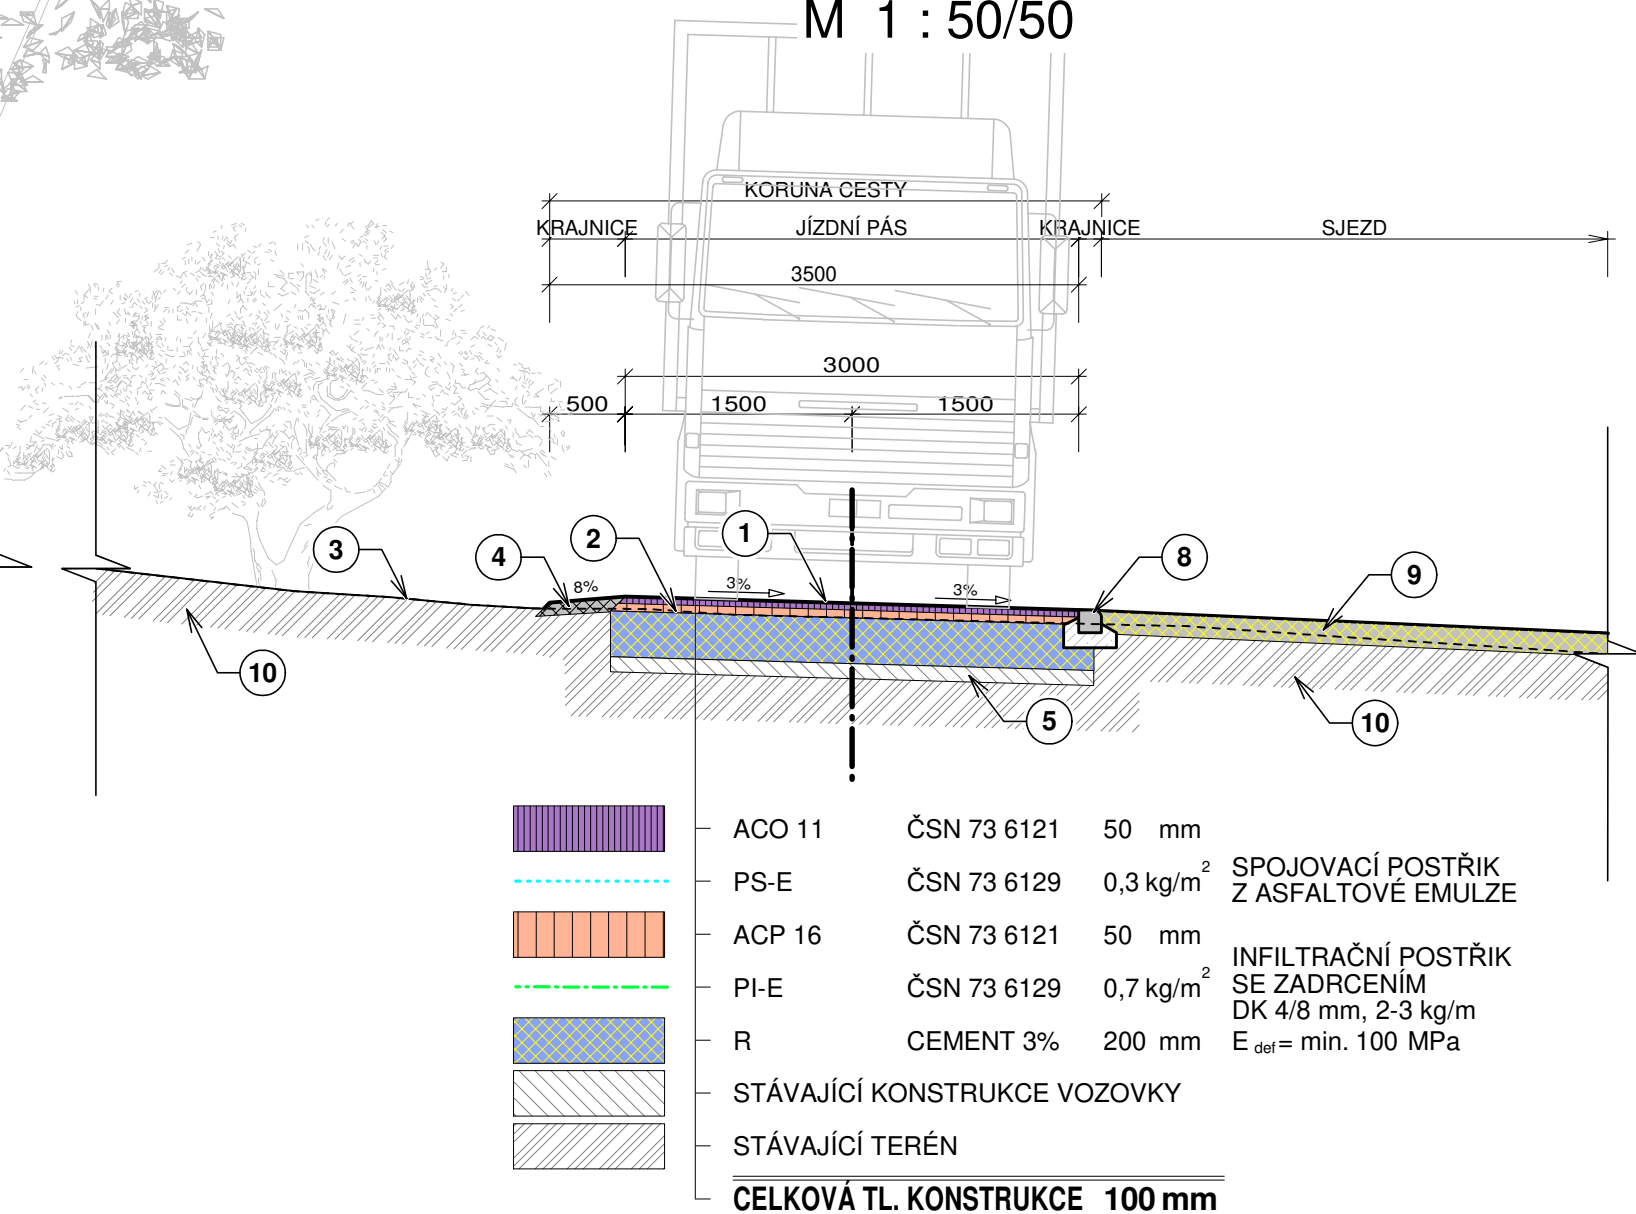 M 1 : 50/50
KORUNA CESTY
KRAJNICE JÍZDNÍ PÁS KRAJNICE SJEZD
3500
3000
500 1500 1500
1
2
3
4
8
9
8% 3% 3%
10
5
10
ACO 11 ČSN 73 6121 50 mm
PS-E ČSN 73 6129 0,3 kg/m² SPOJOVACÍ POSTŘIK
Z ASFALTOVÉ EMULZE
ACP 16 ČSN 73 6121 50 mm
INFILTRAČNÍ POSTŘIK
PI-E ČSN 73 6129 0,7 kg/m² SE ZADRCENÍM
DK 4/8 mm, 2-3 kg/m
R CEMENT 3% 200 mm E def = min. 100 MPa
STÁVAJÍCÍ KONSTRUKCE VOZOVKY
STÁVAJÍCÍ TERÉN
CELKOVÁ TL. KONSTRUKCE 100 mm